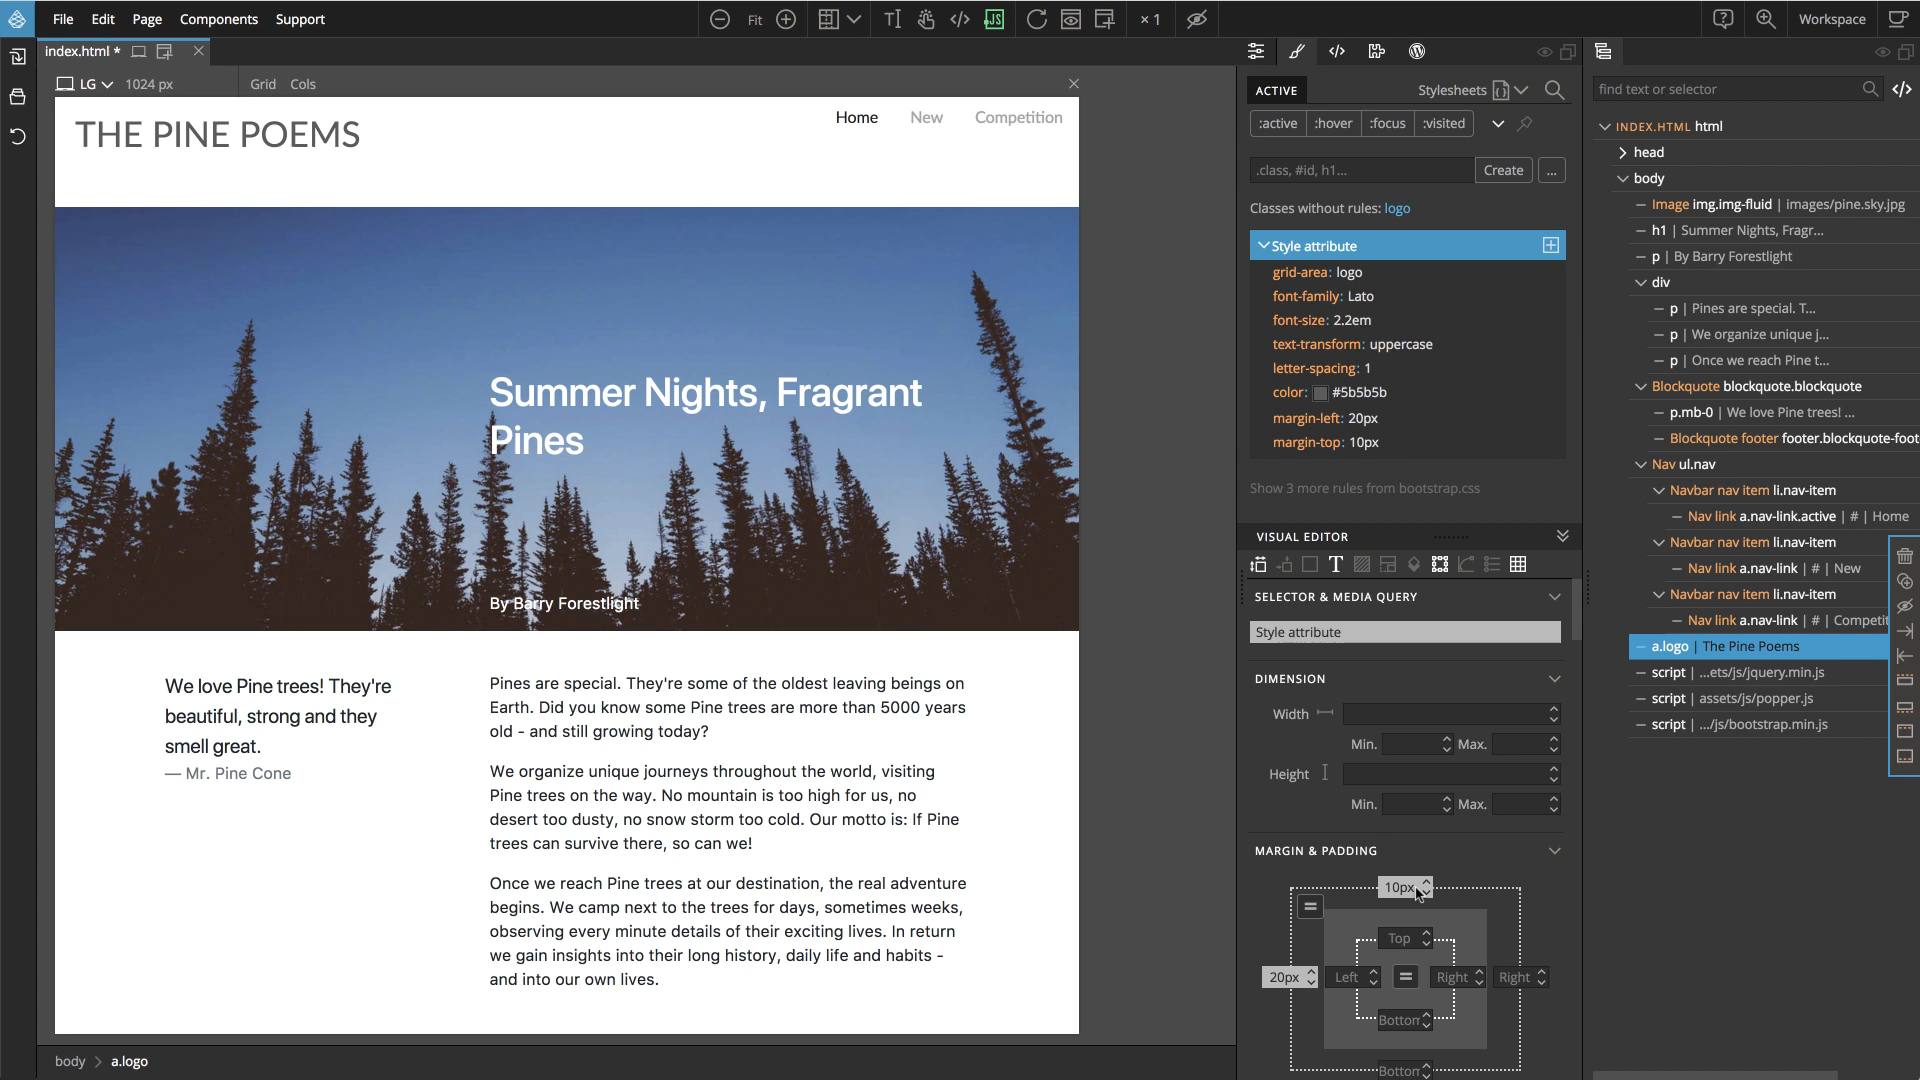 File Edit Page Components Support
Fit
× 1
Workspace
index.html *
LG 1024 px
Grid Cols
THE PINE POEMS
Home New Competition
Summer Nights, Fragrant
Pines
By Barry Forestlight
We love Pine trees! They're
beautiful, strong and they
smell great.
— Mr. Pine Cone
Pines are special. They're some of the oldest leaving beings on
Earth. Did you know some Pine trees are more than 5000 years
old - and still growing today?
We organize unique journeys throughout the world, visiting
Pine trees on the way. No mountain is too high for us, no
desert too dusty, no snow storm too cold. Our motto is: If Pine
trees can survive there, so can we!
Once we reach Pine trees at our destination, the real adventure
begins. We camp next to the trees for days, sometimes weeks,
observing every minute details of their exciting lives. In return
we gain insights into their long history, daily life and habits -
and into our own lives.
body > a.logo
ACTIVE
Stylesheets
:active :hover :focus :visited
.class, #id, h1...
Create ...
Classes without rules: logo
Style attribute
grid-area: logo
font-family: Lato
font-size: 2.2em
text-transform: uppercase
letter-spacing: 1
color: #5b5b5b
margin-left: 20px
margin-top: 10px
Show 3 more rules from bootstrap.css
VISUAL EDITOR
SELECTOR & MEDIA QUERY
Style attribute
DIMENSION
Width
Min. Max.
Height
Min. Max.
MARGIN & PADDING
10px
Top
20px Left Right Right
Bottom
Bottom
find text or selector
INDEX.HTML html
head
body
Image img.img-fluid | images/pine.sky.jpg
h1 | Summer Nights, Fragr...
p | By Barry Forestlight
div
p | Pines are special. T...
p | We organize unique j...
p | Once we reach Pine t...
Blockquote blockquote.blockquote
p.mb-0 | We love Pine trees! ...
Blockquote footer footer.blockquote-foot
Nav ul.nav
Navbar nav item li.nav-item
Nav link a.nav-link.active | # | Home
Navbar nav item li.nav-item
Nav link a.nav-link | # | New
Navbar nav item li.nav-item
Nav link a.nav-link | # | Competit
a.logo | The Pine Poems
script | ...ets/js/jquery.min.js
script | assets/js/popper.js
script | .../js/bootstrap.min.js